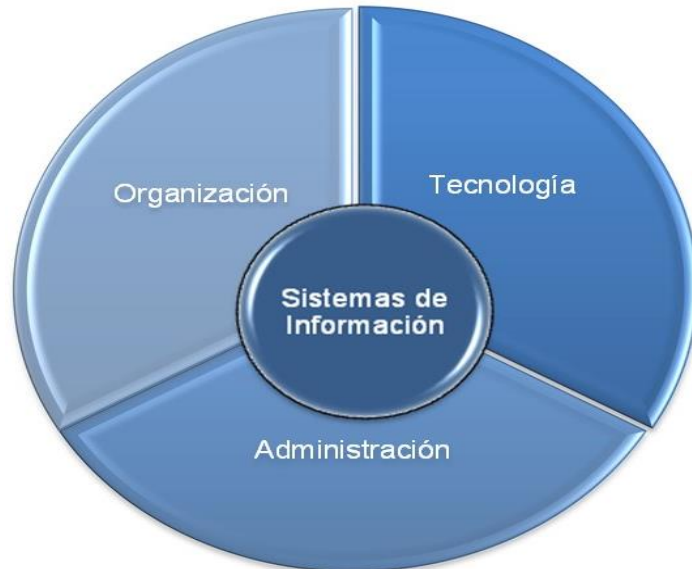 Organización
Tecnología
Sistemas de
Información
Administración